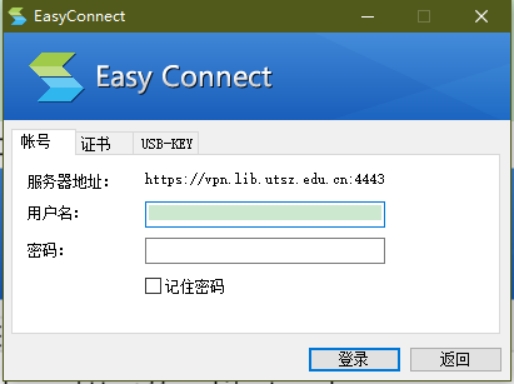 EasyConnect
Easy Connect
帐号 证书 USB-KEY
服务器地址: https://vpn.lib.utsz.edu.cn:4443
用户名:
密码:
记住密码
登录 返回